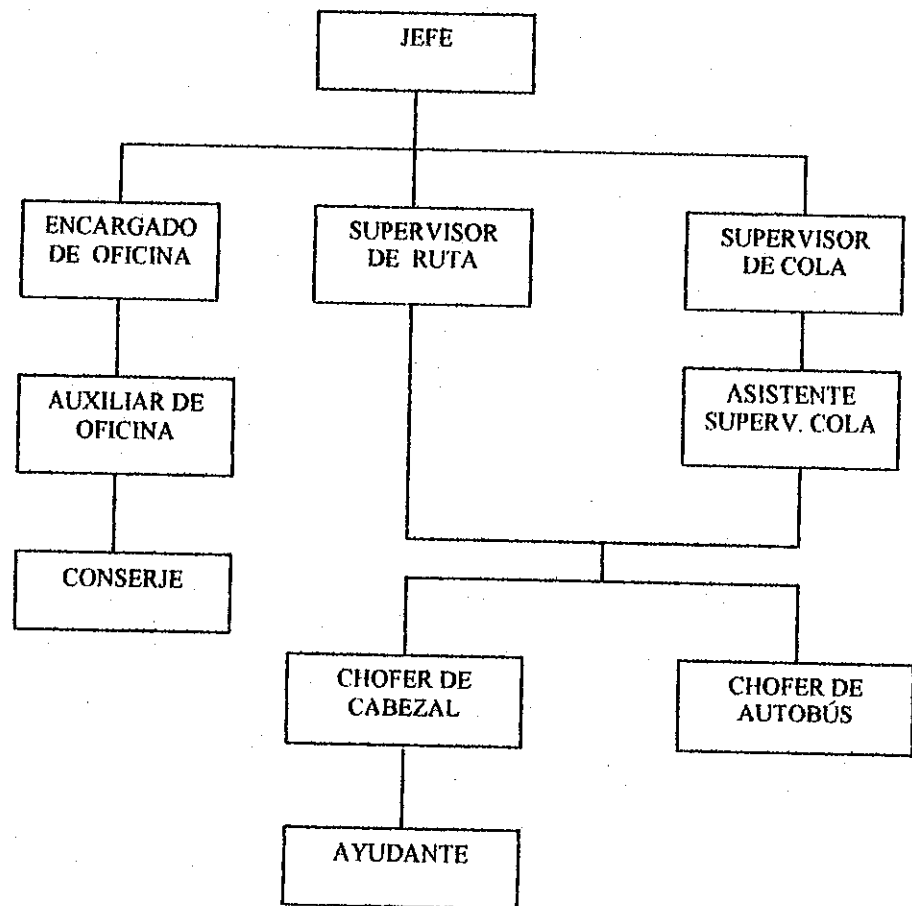 JEFE
ENCARGADO
DE OFICINA
SUPERVISOR
DE RUTA
SUPERVISOR
DE COLA
AUXILIAR DE
OFICINA
ASISTENTE
SUPERV. COLA
CONSERJE
CHOFER DE
CABEZAL
CHOFER DE
AUTOBÚS
AYUDANTE